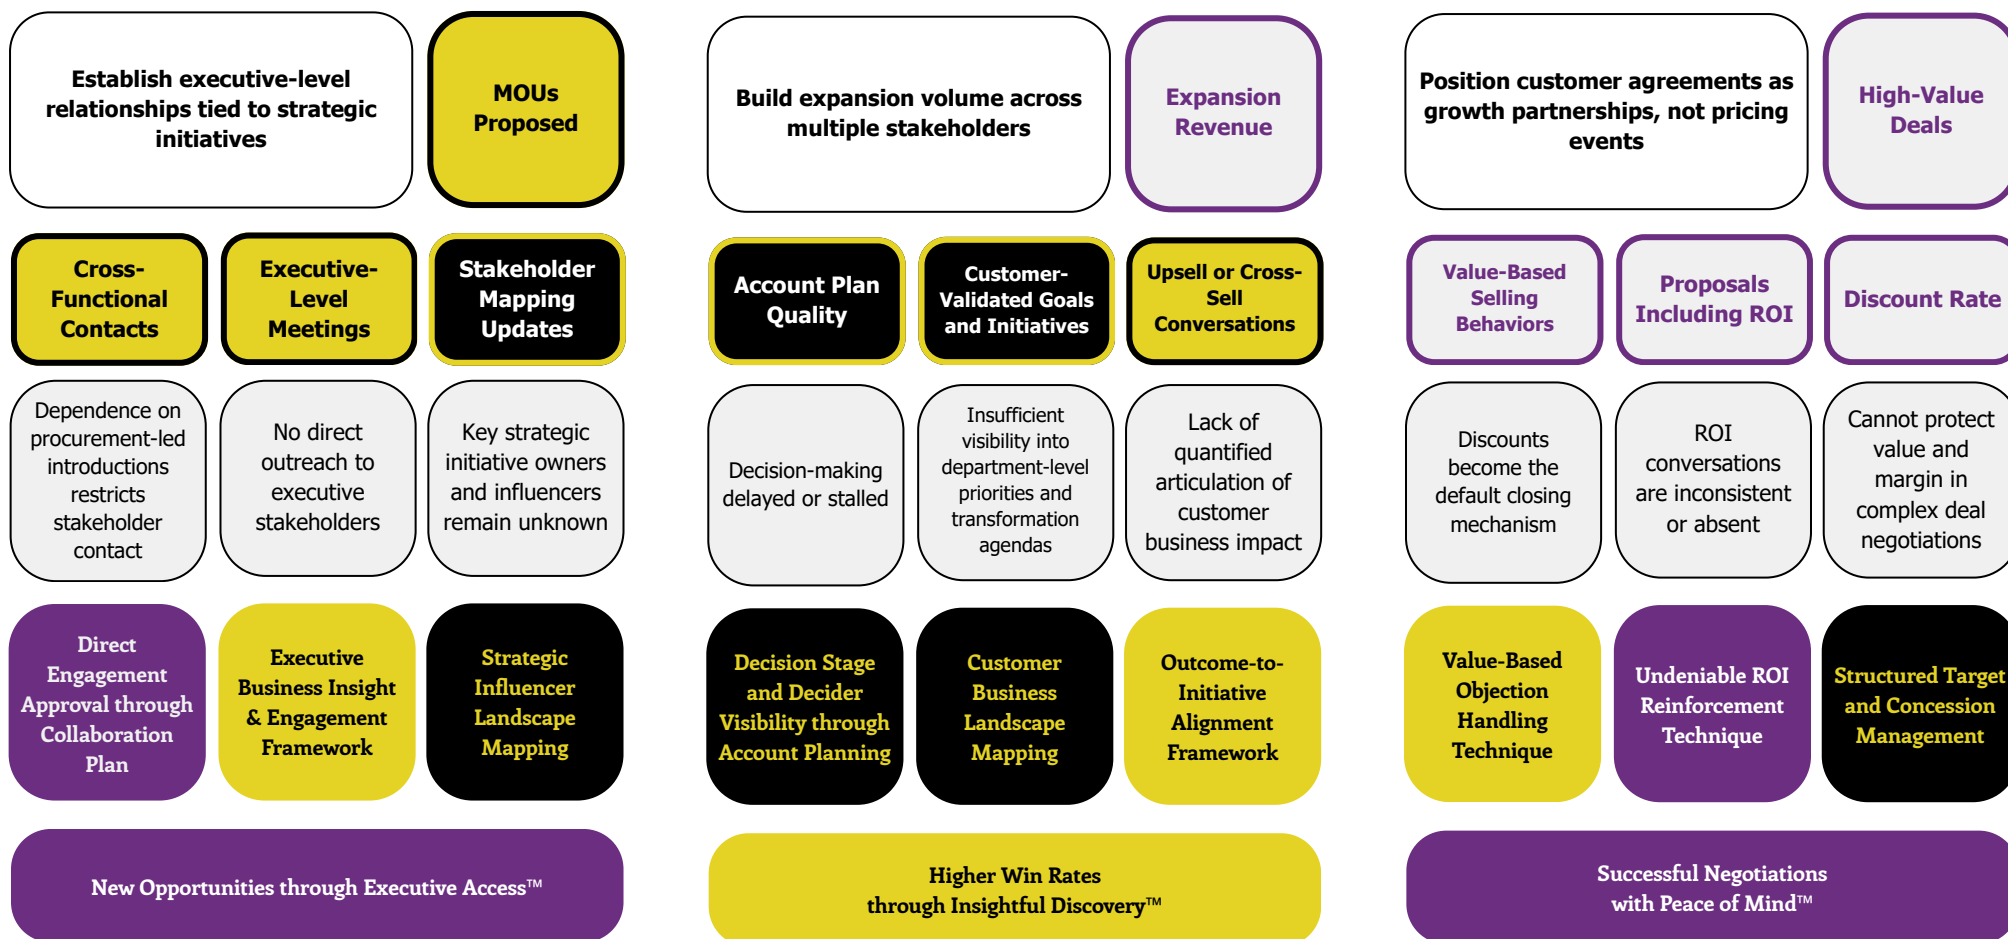 Establish executive-level
relationships tied to strategic
initiatives
MOUs
Proposed
Build expansion volume across
multiple stakeholders
Expansion
Revenue
Position customer agreements as
growth partnerships, not pricing
events
High-Value
Deals
Cross-
Functional
Contacts
Executive-
Level
Meetings
Stakeholder
Mapping
Updates
Account Plan
Quality
Customer-
Validated Goals
and Initiatives
Upsell or Cross-
Sell
Conversations
Value-Based
Selling
Behaviors
Proposals
Including ROI
Discount Rate
Dependence on
procurement-led
introductions
restricts
stakeholder
contact
No direct
outreach to
executive
stakeholders
Key strategic
initiative owners
and influencers
remain unknown
Decision-making
delayed or stalled
Insufficient
visibility into
department-level
priorities and
transformation
agendas
Lack of
quantified
articulation of
customer
business impact
Discounts
become the
default closing
mechanism
ROI
conversations
are inconsistent
or absent
Cannot protect
value and
margin in
complex deal
negotiations
Direct
Engagement
Approval through
Collaboration
Plan
Executive
Business Insight
& Engagement
Framework
Strategic
Influencer
Landscape
Mapping
Decision Stage
and Decider
Visibility through
Account Planning
Customer
Business
Landscape
Mapping
Outcome-to-
Initiative
Alignment
Framework
Value-Based
Objection
Handling
Technique
Undeniable ROI
Reinforcement
Technique
Structured Target
and Concession
Management
New Opportunities through Executive Access™
Higher Win Rates
through Insightful Discovery™
Successful Negotiations
with Peace of Mind™